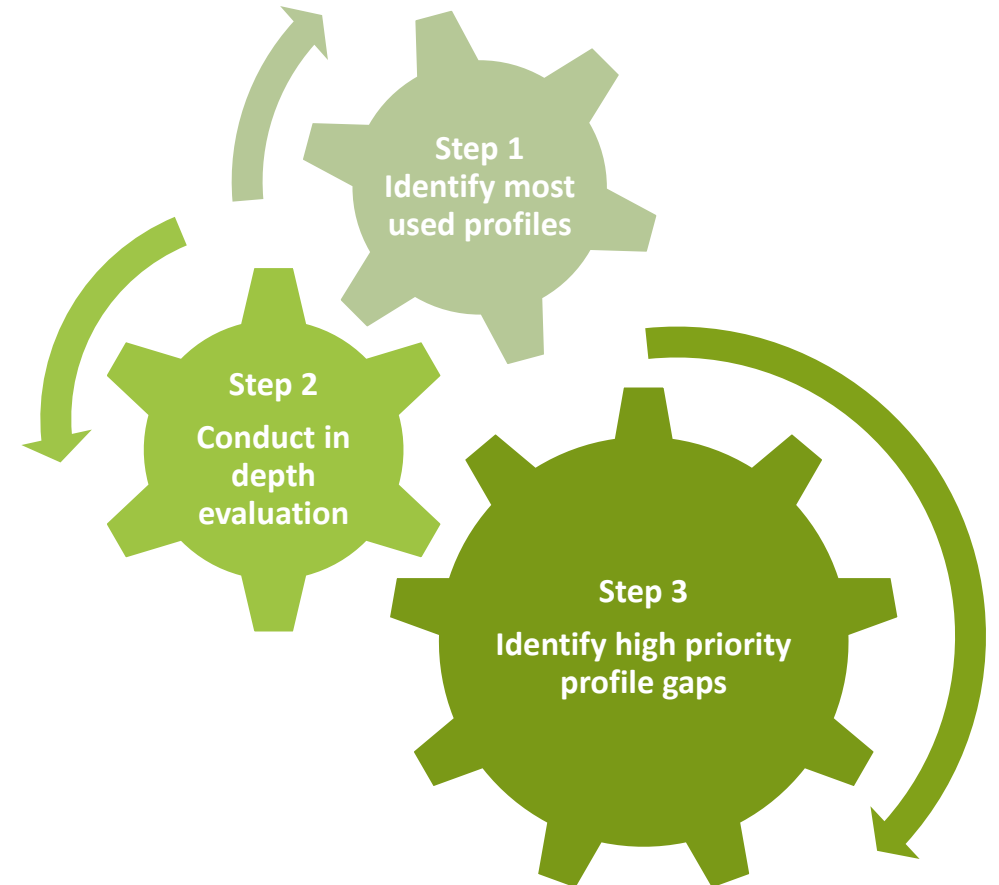 Step 1
Identify most
used profiles
Step 2
Conduct in
depth
evaluation
Step 3
Identify high priority
profile gaps